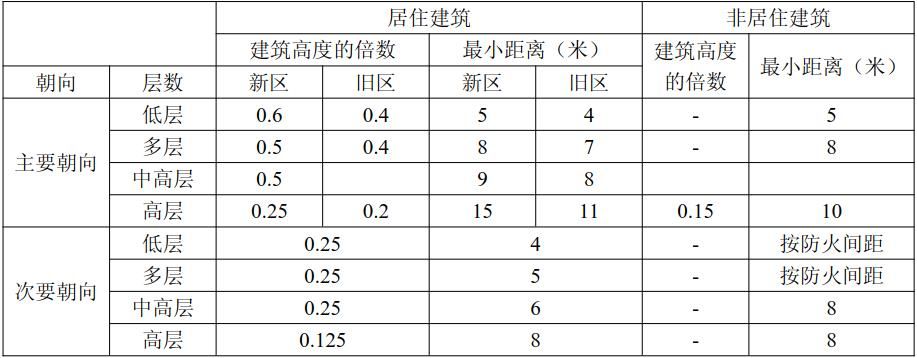 居住建筑 非居住建筑
建筑高度的倍数 最小距离（米） 建筑高度的倍数 最小距离（米）
朝向 层数 新区 旧区 新区 旧区
主要朝向 低层 0.6 0.4 5 4 - 5
多层 0.5 0.4 8 7 - 8
中高层 0.5 9 8
高层 0.25 0.2 15 11 0.15 10
次要朝向 低层 0.25 4 - 按防火间距
多层 0.25 5 - 按防火间距
中高层 0.25 6 - 8
高层 0.125 8 - 8